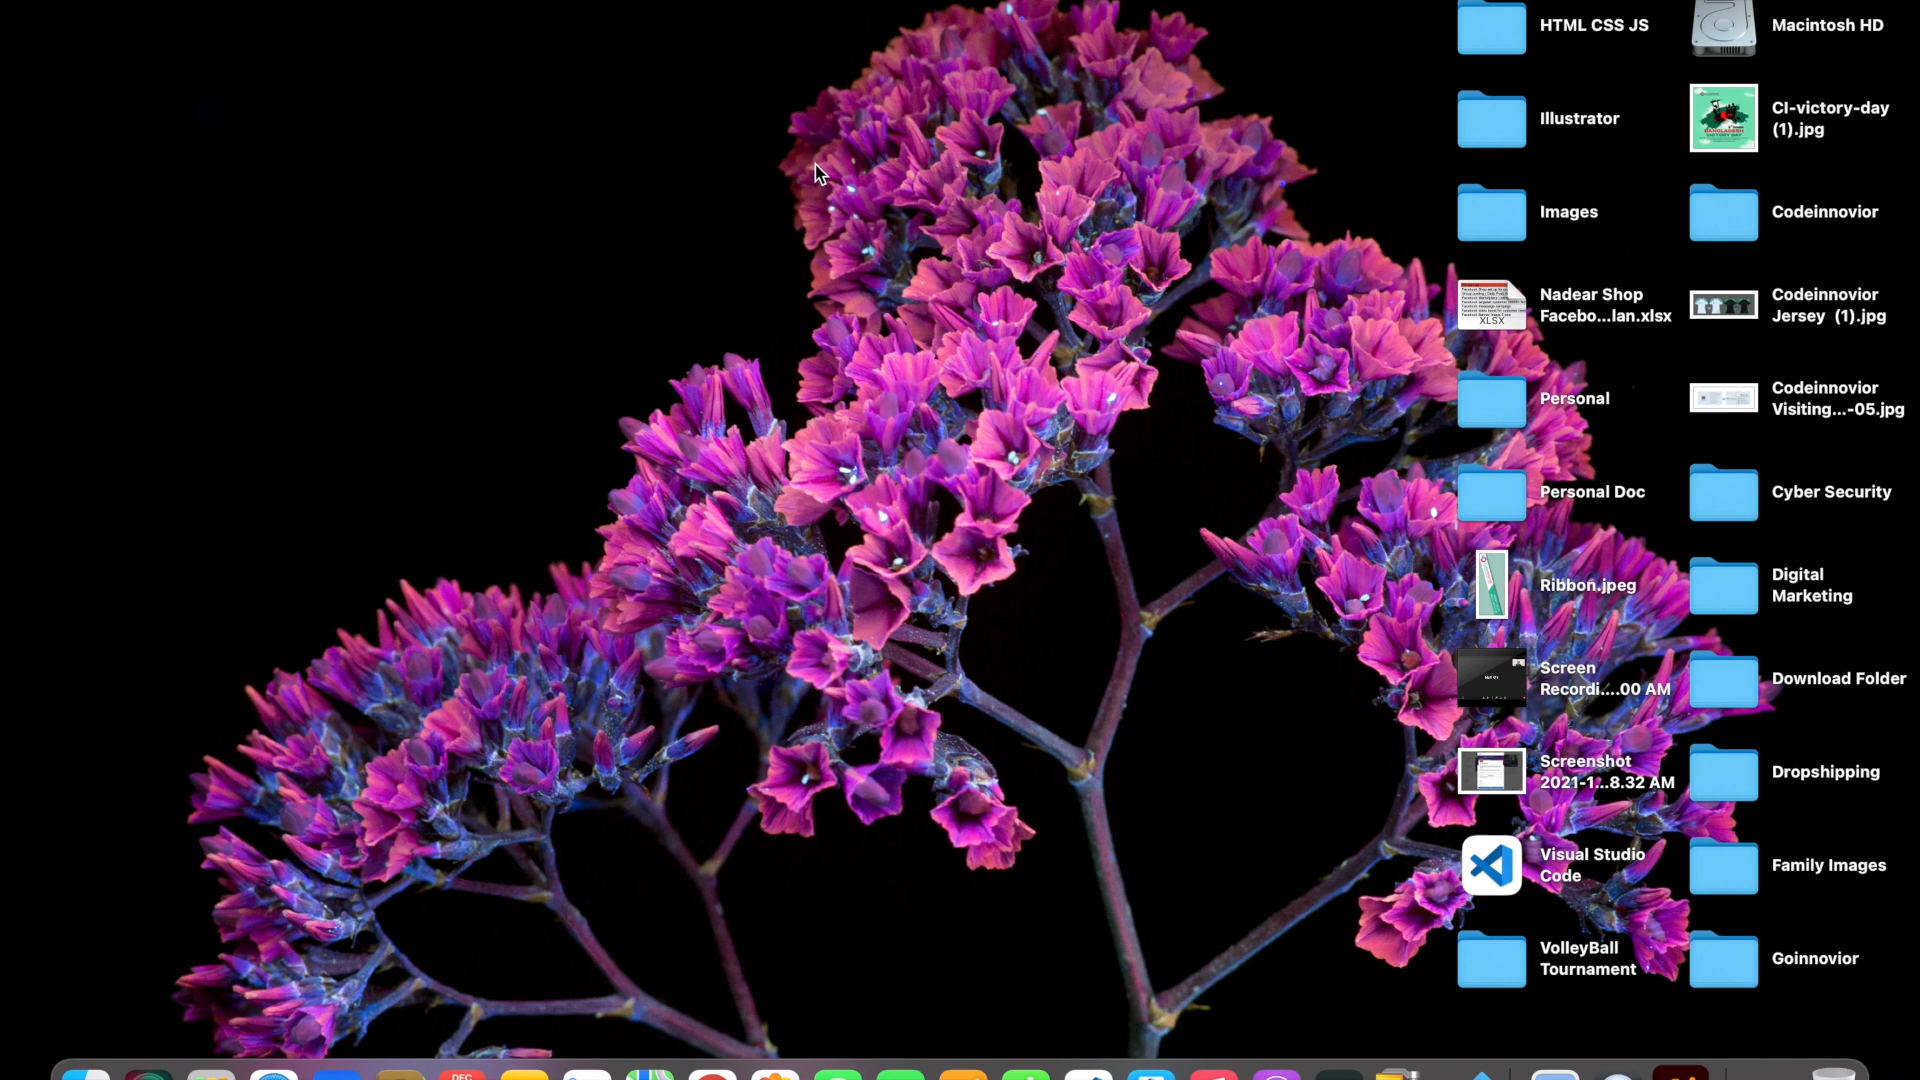 HTML CSS JS
Macintosh HD
Illustrator
CI-victory-day
(1).jpg
Images
Codeinnovior
Nadear Shop
Facebo...lan.xlsx
XLSX
Codeinnovior
Jersey (1).jpg
Personal
Codeinnovior
Visiting...-05.jpg
Personal Doc
Cyber Security
Ribbon.jpeg
Digital
Marketing
Screen
Recordi....00 AM
Download Folder
Screenshot
2021-1...8.32 AM
Dropshipping
Visual Studio
Code
Family Images
VolleyBall
Tournament
Goinnovior
DEC